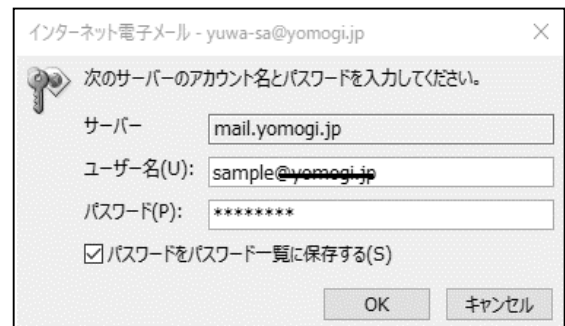 インターネット電子メール - yuwa-sa@yomogi.jp
次のサーバーのアカウント名とパスワードを入力してください。
サーバー mail.yomogi.jp
ユーザー名(U): sample@yomogi.jp
パスワード(P): ********
パスワードをパスワード一覧に保存する(S)
OK キャンセル